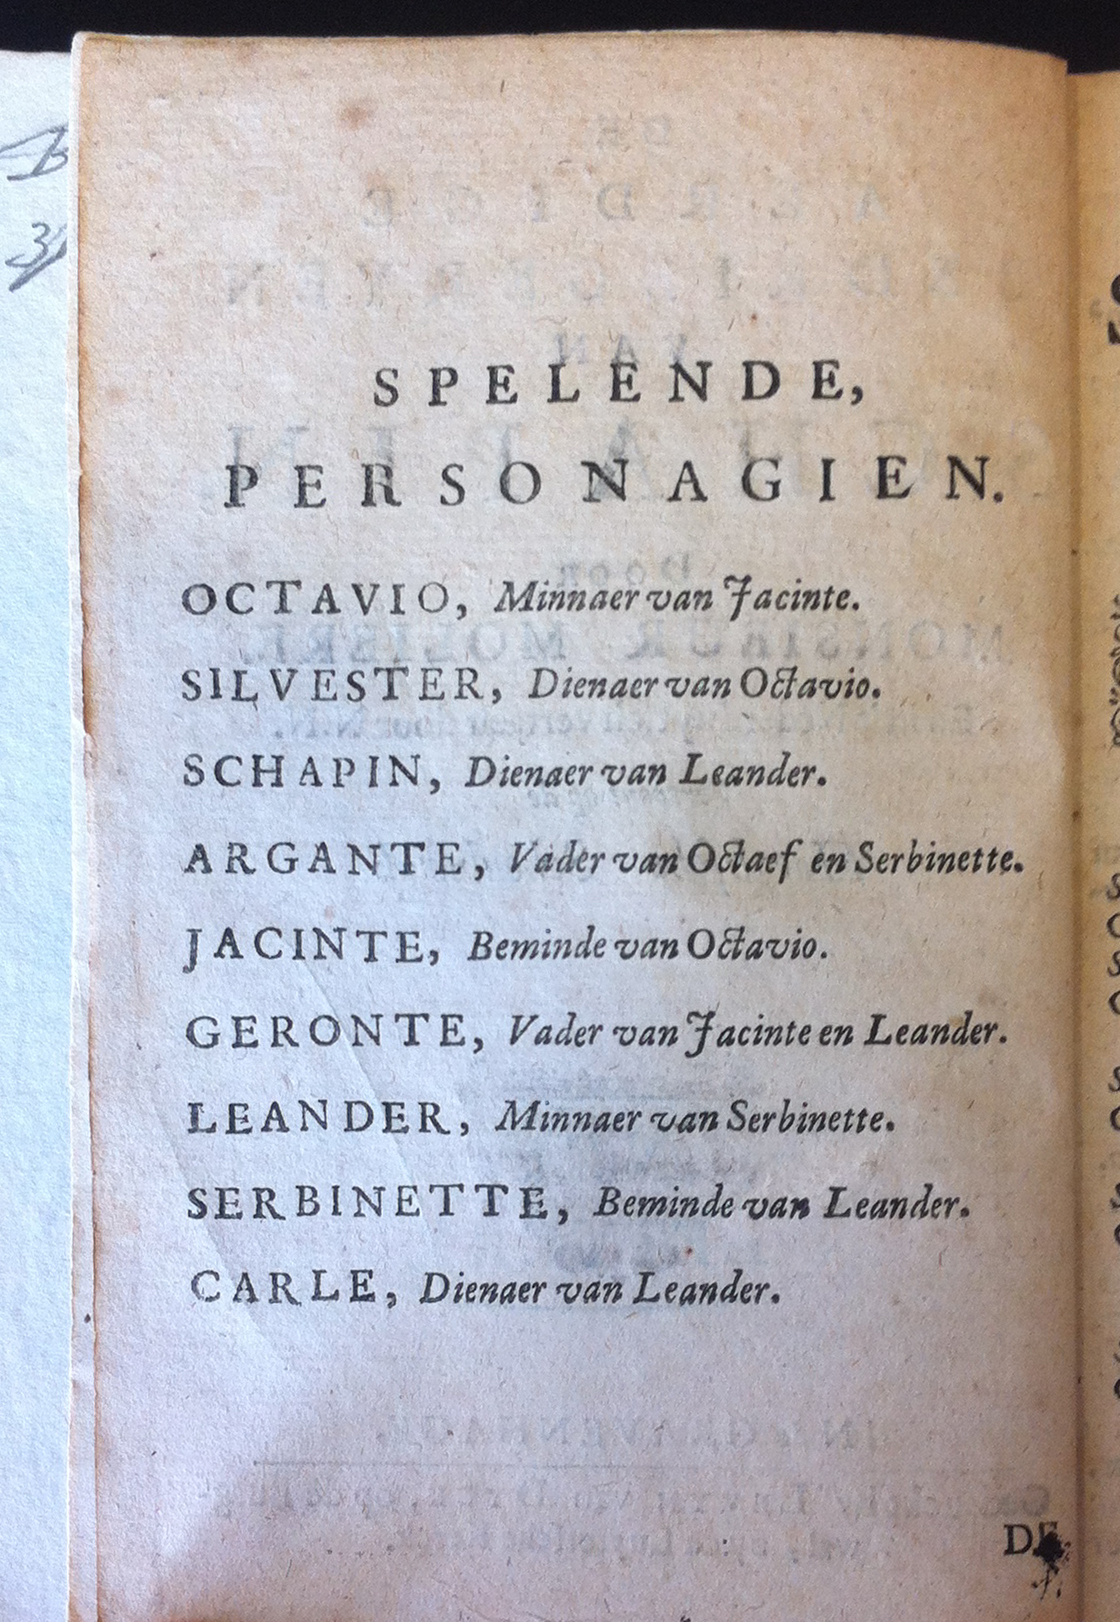 SPELENDE,
PERSONAGIEN.
OCTAVIO, Minnaer van Jacinte.
SILVESTER, Dienaer van Octavio.
SCHAPIN, Dienaer van Leander.
ARGANTE, Vader van Octaef en Serbinette.
JACINTE, Beminde van Octavio.
GERONTE, Vader van Jacinte en Leander.
LEANDER, Minnaer van Serbinette.
SERBINETTE, Beminde van Leander.
CARLE, Dienaer van Leander.
DE